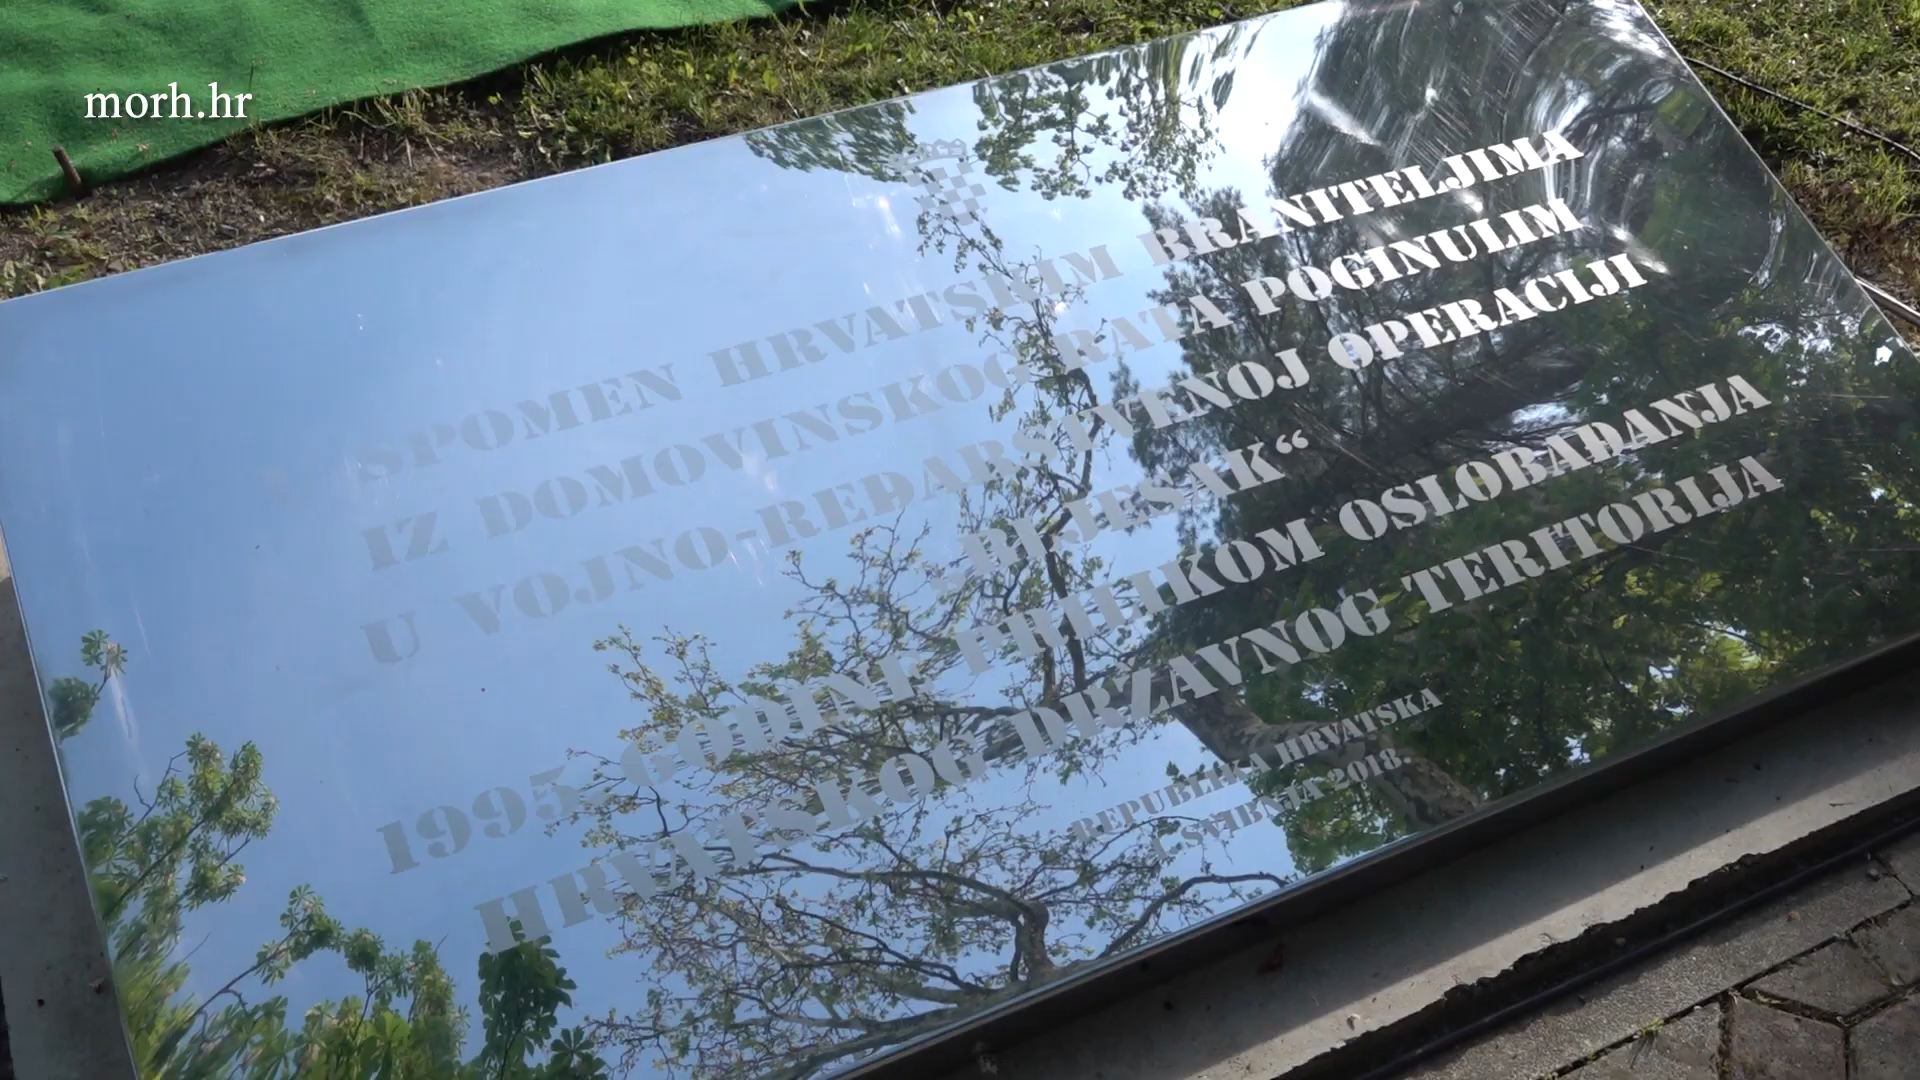 morh.hr
SPOMEN HRVATSKIM BRANITELJIMA
IZ DOMOVINSKOG RATA POGINULIM
U VOJNO-REDARSTVENOJ OPERACIJI
„BLJESAK“
1995. GODINE PRILIKOM OSLOBAĐANJA
HRVATSKOG DRŽAVNOG TERITORIJA
REPUBLIKA HRVATSKA
1. SVIBNJA 2018.